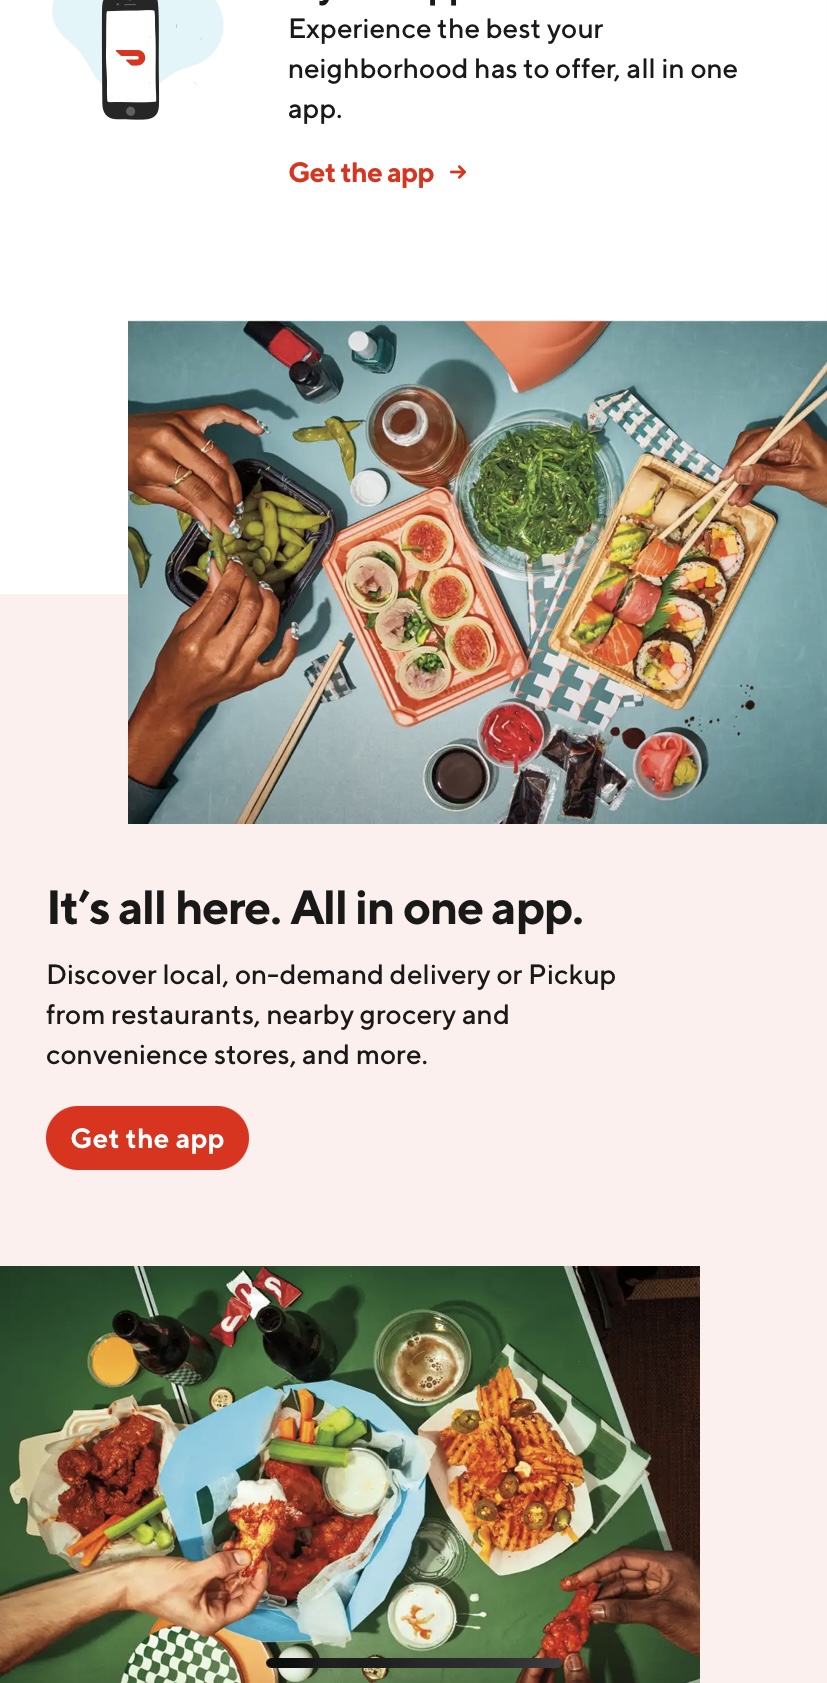 Experience the best your
neighborhood has to offer, all in one
app.
Get the app →
It's all here. All in one app.
Discover local, on-demand delivery or Pickup
from restaurants, nearby grocery and
convenience stores, and more.
Get the app